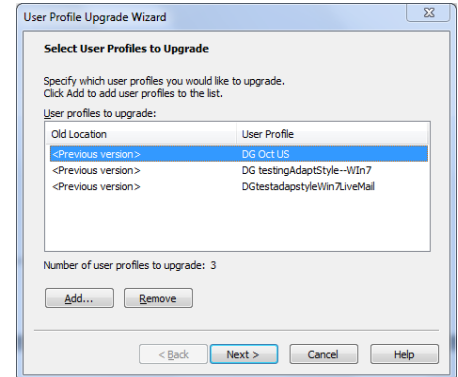 User Profile Upgrade Wizard
Select User Profiles to Upgrade
Specify which user profiles you would like to upgrade.
Click Add to add user profiles to the list.
User profiles to upgrade:
Old Location User Profile
<Previous version> DG Oct US
<Previous version> DG testingAdaptStyle--WIn7
<Previous version> DGtestadapstyleWin7LiveMail
Number of user profiles to upgrade: 3
Add... Remove
< Back Next > Cancel Help